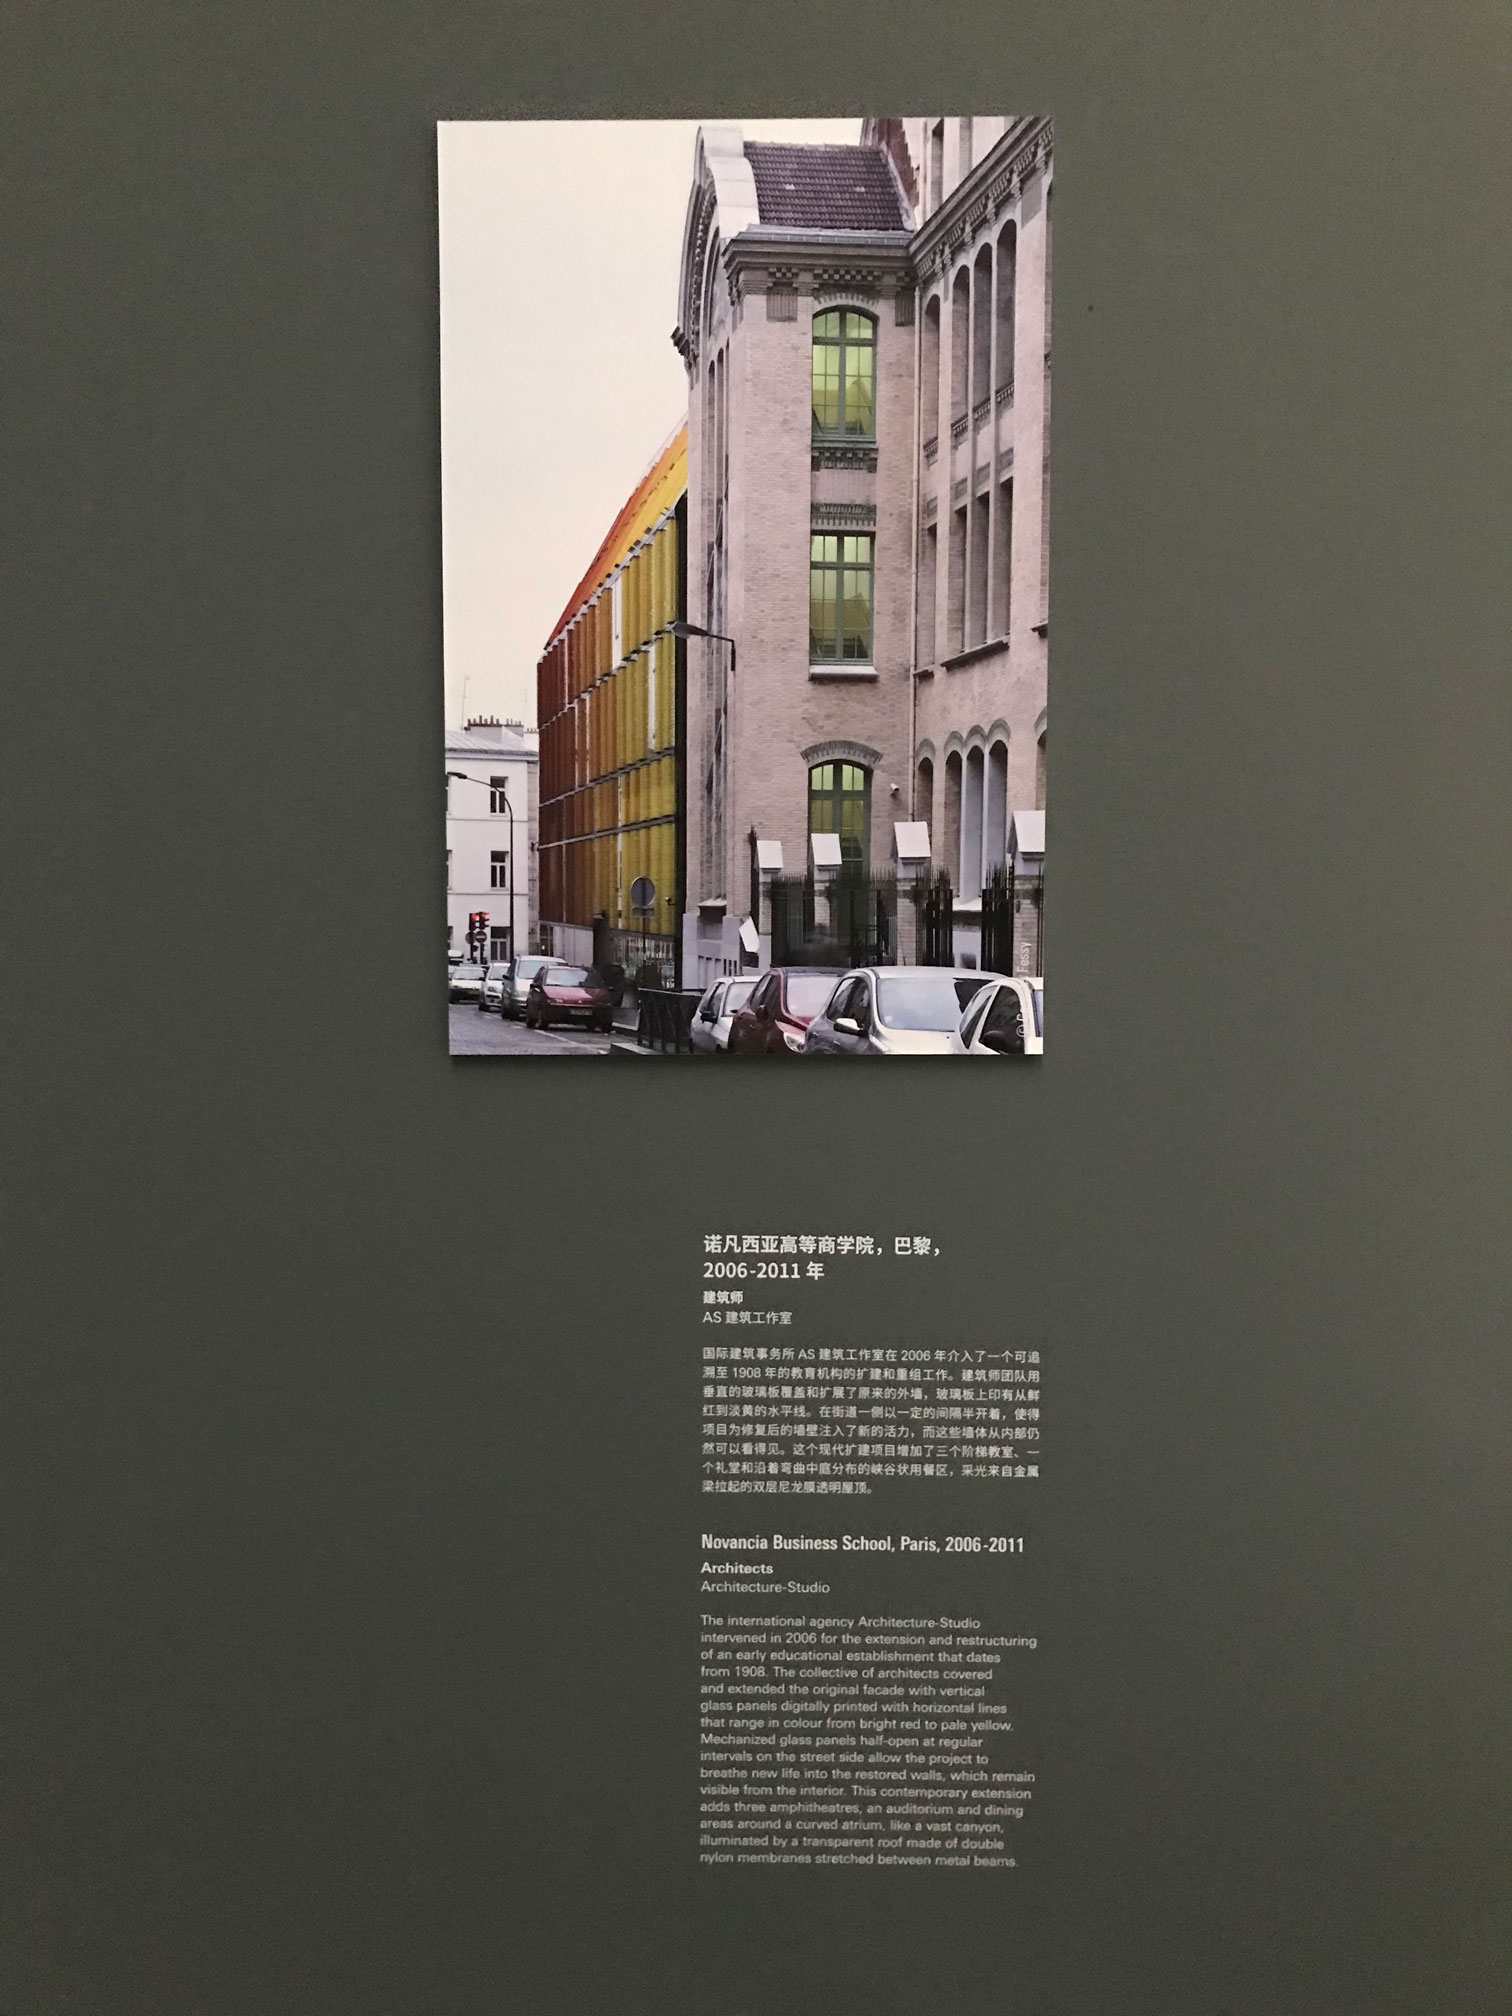 © Fessy
诺凡西亚高等商学院，巴黎，
2006-2011 年
建筑师
AS 建筑工作室
国际建筑事务所 AS 建筑工作室在 2006 年介入了一个可追
溯至 1908 年的教育机构的扩建和重组工作。建筑师团队用
垂直的玻璃板覆盖和扩展了原来的外墙，玻璃板上印有从鲜
红到淡黄的水平线。在街道一侧以一定的间隔半开着，使得
项目为修复后的墙壁注入了新的活力，而这些墙体从内部仍
然可以看得见。这个现代扩建项目增加了三个阶梯教室、一
个礼堂和沿着弯曲中庭分布的峡谷状用餐区，采光来自金属
梁拉起的双层尼龙膜透明屋顶。
Novancia Business School, Paris, 2006-2011
Architects
Architecture-Studio
The international agency Architecture-Studio
intervened in 2006 for the extension and restructuring
of an early educational establishment that dates
from 1908. The collective of architects covered
and extended the original facade with vertical
glass panels digitally printed with horizontal lines
that range in colour from bright red to pale yellow.
Mechanized glass panels half-open at regular
intervals on the street side allow the project to
breathe new life into the restored walls, which remain
visible from the interior. This contemporary extension
adds three amphitheatres, an auditorium and dining
areas around a curved atrium, like a vast canyon,
illuminated by a transparent roof made of double
nylon membranes stretched between metal beams.